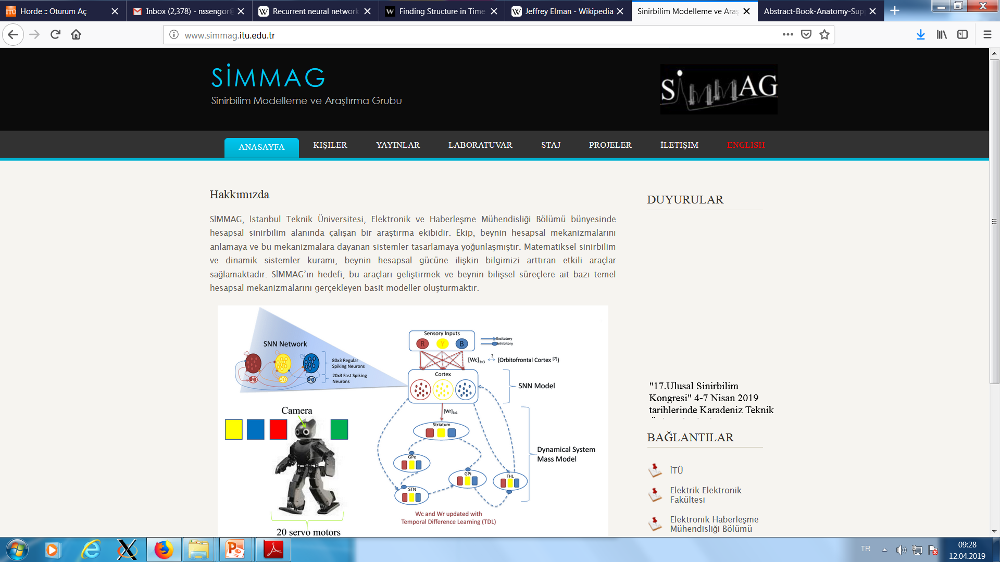 Horde :: Oturum Aç
Inbox (2,378) - nssengor@
Recurrent neural network
Finding Structure in Time
Jeffrey Elman - Wikipedia
Sinirbilim Modelleme ve Araş
Abstract-Book-Anatomy-Sup
www.simmag.itu.edu.tr
SİMMAG
Sinirbilim Modelleme ve Araştırma Grubu
SİMMAG
ANASAYFA
KIŞILER
YAYINLAR
LABORATUVAR
STAJ
PROJELER
İLETIŞIM
ENGLISH
Hakkımızda
SİMMAG, İstanbul Teknik Üniversitesi, Elektronik ve Haberleşme Mühendisliği Bölümü bünyesinde
hesapsal sinirbilim alanında çalışan bir araştırma ekibidir. Ekip, beynin hesapsal mekanizmalarını
anlamaya ve bu mekanizmalara dayanan sistemler tasarlamaya yoğunlaşmıştır. Matematiksel sinirbilim
ve dinamik sistemler kuramı, beynin hesapsal gücüne ilişkin bilgimizi arttıran etkili araçlar
sağlamaktadır. SİMMAG'ın hedefi, bu araçları geliştirmek ve beynin bilişsel süreçlere ait bazı temel
hesapsal mekanizmalarını gerçekleyen basit modeller oluşturmaktır.
SNN Network
80x3 Regular
Spiking Neurons
20x3 Fast Spiking
Neurons
Sensory Inputs
R Y B
Excitatory
Inhibitory
[Wc]3x3 ? (Orbitofrontal Cortex [7])
Cortex
SNN Model
[Wr]3x1
Striatum
GPe
GPi
THL
STN
Dynamical System
Mass Model
Wc and Wr updated with
Temporal Difference Learning (TDL)
Camera
20 servo motors
DUYURULAR
"17.Ulusal Sinirbilim
Kongresi" 4-7 Nisan 2019
tarihlerinde Karadeniz Teknik
BAĞLANTILAR
İTÜ
Elektrik Elektronik
Fakültesi
Elektronik Haberleşme
Mühendisliği Bölümü
TR
09:28
12.04.2019